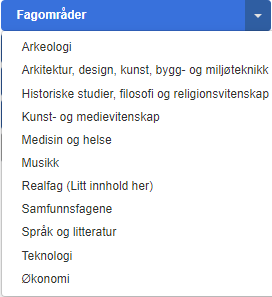 Fagområder
Arkeologi
Arkitektur, design, kunst, bygg- og miljøteknikk
Historiske studier, filosofi og religionsvitenskap
Kunst- og medievitenskap
Medisin og helse
Musikk
Realfag (Litt innhold her)
Samfunnsfagene
Språk og litteratur
Teknologi
Økonomi